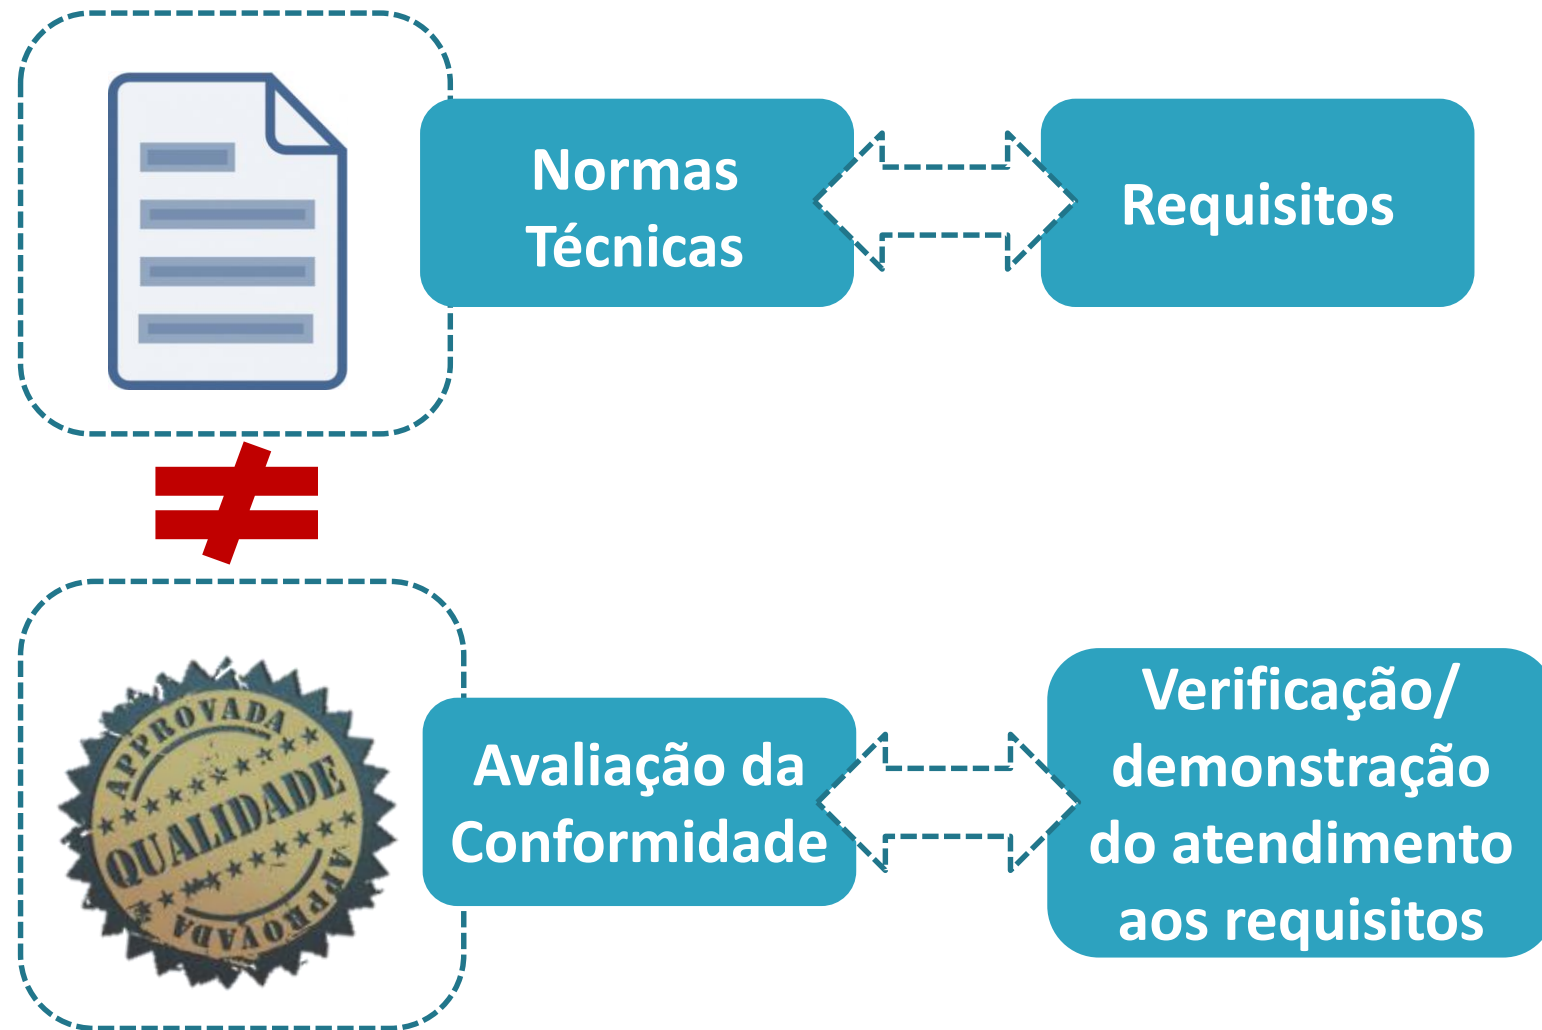 Normas
Técnicas
Requisitos
≠
APPROVADA
QUALIDADE
APPROVADA
Avaliação da
Conformidade
Verificação/
demonstração
do atendimento
aos requisitos